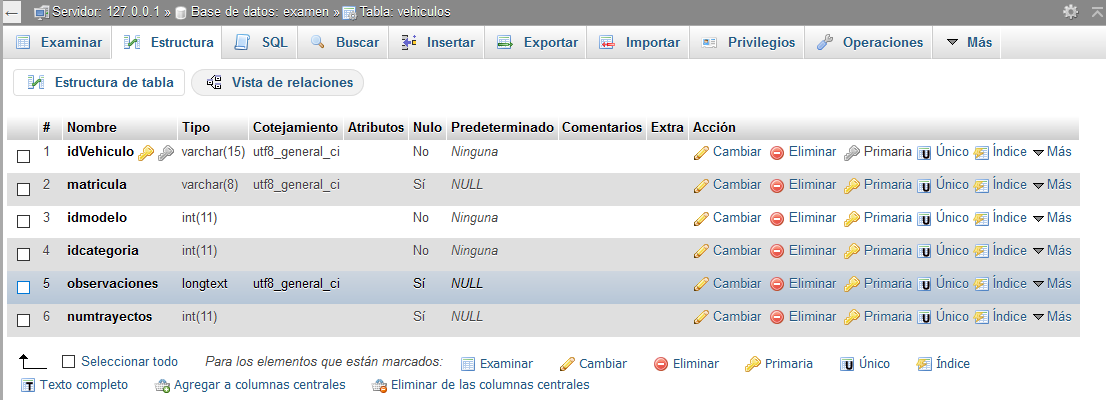 Servidor: 127.0.0.1 » Base de datos: examen » Tabla: vehiculos
Examinar Estructura SQL Buscar Insertar Exportar Importar Privilegios Operaciones Más
Estructura de tabla Vista de relaciones
# Nombre Tipo Cotejamiento Atributos Nulo Predeterminado Comentarios Extra Acción
1 idVehiculo varchar(15) utf8_general_ci No Ninguna Cambiar Eliminar Primaria Único Índice Más
2 matricula varchar(8) utf8_general_ci Sí NULL Cambiar Eliminar Primaria Único Índice Más
3 idmodelo int(11) No Ninguna Cambiar Eliminar Primaria Único Índice Más
4 idcategoria int(11) No Ninguna Cambiar Eliminar Primaria Único Índice Más
5 observaciones longtext utf8_general_ci Sí NULL Cambiar Eliminar Primaria Único Índice Más
6 numtrayectos int(11) Sí NULL Cambiar Eliminar Primaria Único Índice Más
Seleccionar todo Para los elementos que están marcados: Examinar Cambiar Eliminar Primaria Único Índice
Texto completo Agregar a columnas centrales Eliminar de las columnas centrales